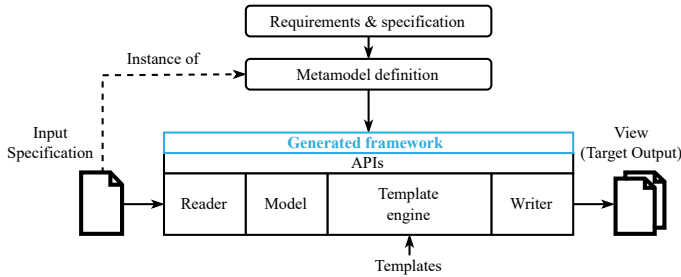 Requirements & specification
Instance of
Metamodel definition
Input
Specification
Generated framework
View
(Target Output)
APIs
Reader
Model
Template
engine
Writer
Templates